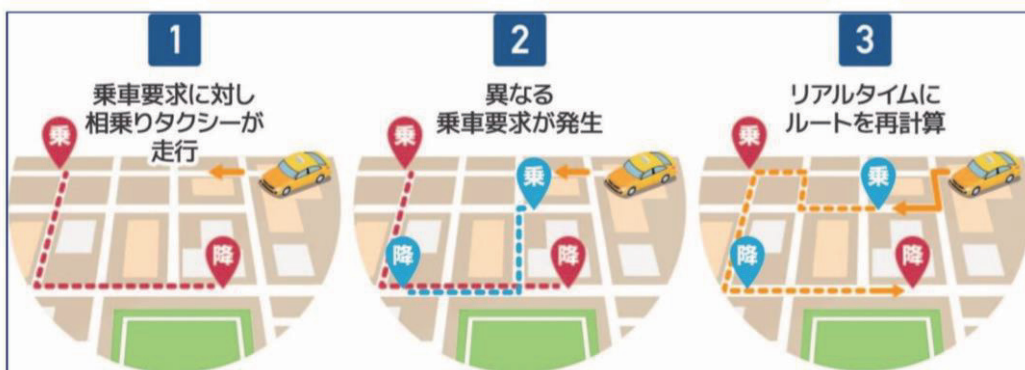 1
乗車要求に対し
相乗りタクシーが
走行
乗
降
2
異なる
乗車要求が発生
乗
乗
降
降
3
リアルタイムに
ルートを再計算
乗
乗
降
降